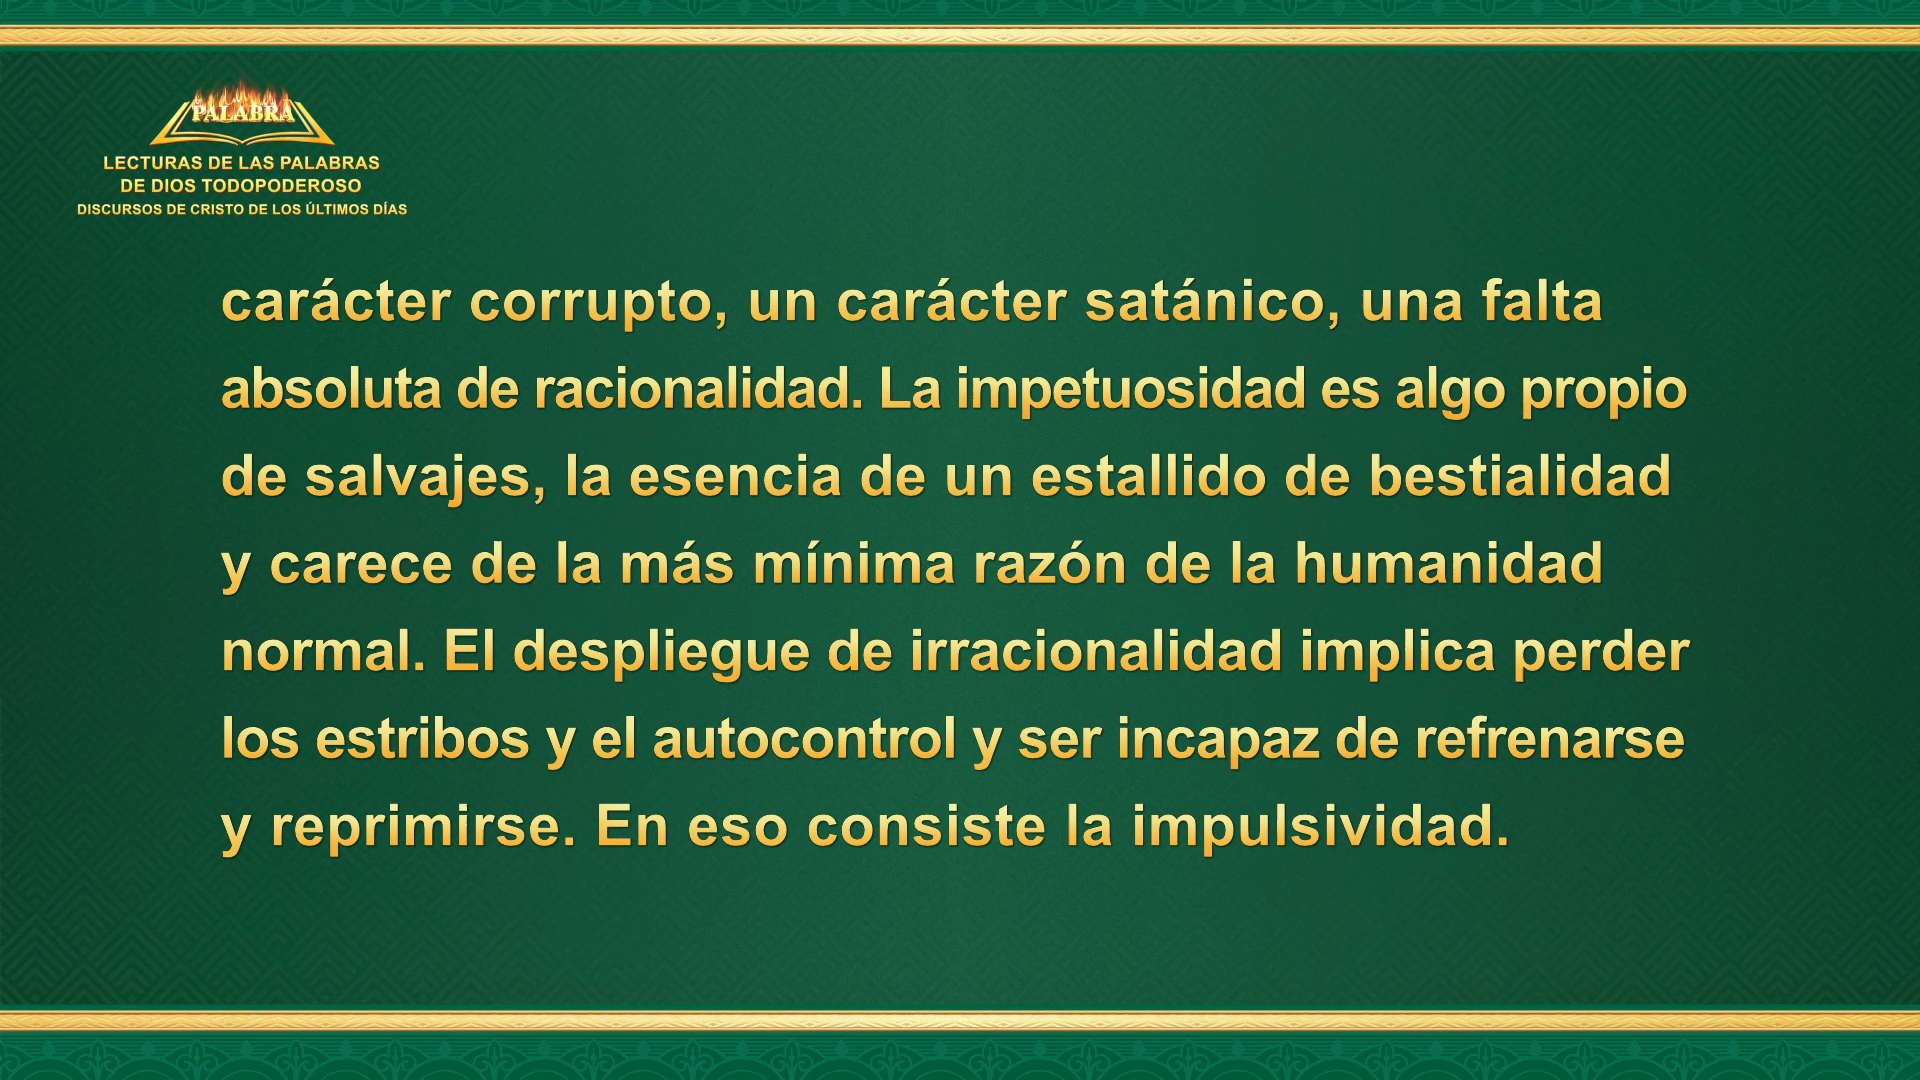 PALABRA
LECTURAS DE LAS PALABRAS
DE DIOS TODOPODEROSO
DISCURSOS DE CRISTO DE LOS ÚLTIMOS DÍAS
carácter corrupto, un carácter satánico, una falta
absoluta de racionalidad. La impetuosidad es algo propio
de salvajes, la esencia de un estallido de bestialidad
y carece de la más mínima razón de la humanidad
normal. El despliegue de irracionalidad implica perder
los estribos y el autocontrol y ser incapaz de refrenarse
y reprimirse. En eso consiste la impulsividad.